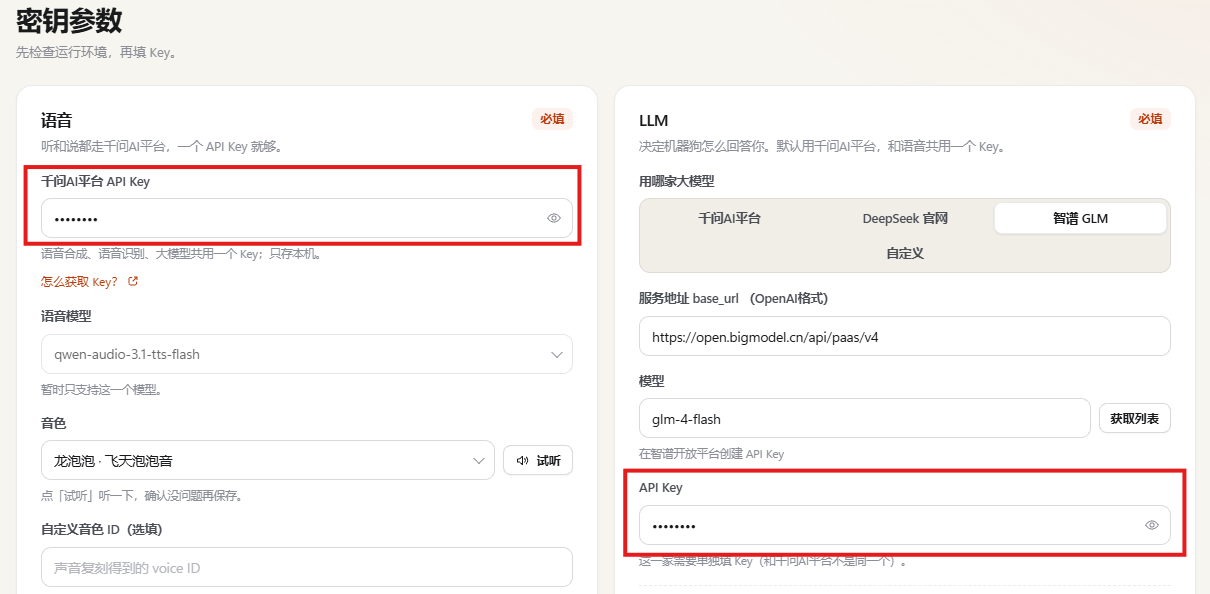 密钥参数
先检查运行环境，再填 Key。
语音
必填
听和说都走千问AI平台，一个 API Key 就够。
千问AI平台 API Key
••••••••
语音合成、语音识别、大模型共用一个 Key；只存本机。
怎么获取 Key？
语音模型
qwen-audio-3.1-tts-flash
暂时只支持这一个模型。
音色
龙泡泡 · 飞天泡泡音
试听
点「试听」听一下，确认没问题再保存。
自定义音色 ID（选填）
声音复刻得到的 voice ID
LLM
必填
决定机器狗怎么回答你。默认用千问AI平台，和语音共用一个 Key。
用哪家大模型
千问AI平台
DeepSeek 官网
智谱 GLM
自定义
服务地址 base_url （OpenAI格式）
https://open.bigmodel.cn/api/paas/v4
模型
glm-4-flash
获取列表
在智谱开放平台创建 API Key
API Key
••••••••
这一家需要单独填 Key（和千问AI平台不是同一个）。